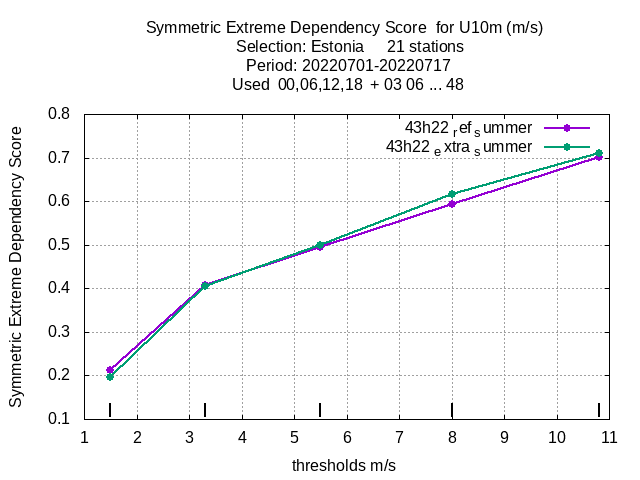 Symmetric Extreme Dependency Score  for U10m (m/s)
Selection: Estonia     21 stations
Period: 20220701-20220717
Used  00,06,12,18  + 03 06 ... 48
43h22 ref summer
43h22 extra summer
Symmetric Extreme Dependency Score
0.8
0.7
0.6
0.5
0.4
0.3
0.2
0.1
1 2 3 4 5 6 7 8 9 10 11
thresholds m/s